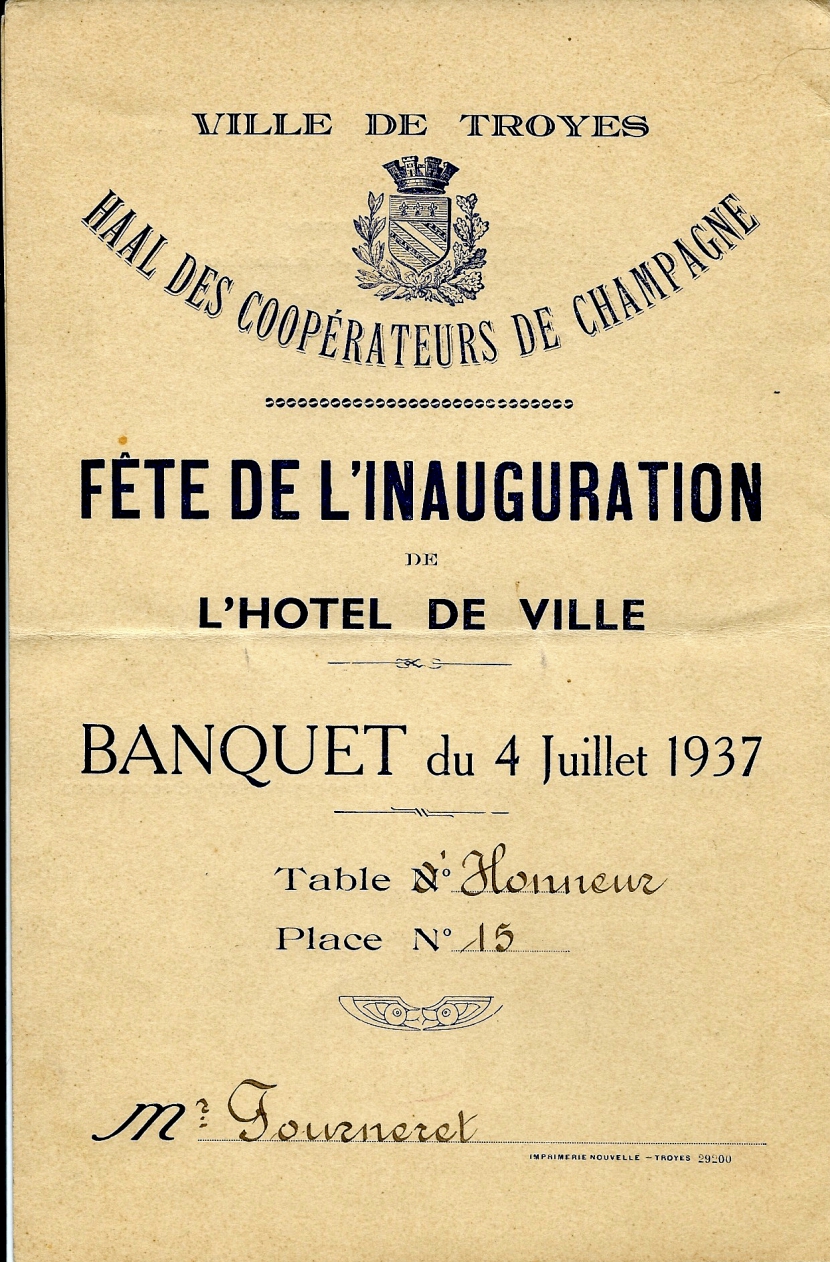 VILLE DE TROYES
HAAL DES COOPÉRATEURS DE CHAMPAGNE
FÊTE DE L'INAUGURATION
DE
L'HOTEL DE VILLE
BANQUET du 4 Juillet 1937
Table N° d'Honneur
Place N° 15
Mr Fourneret
IMPRIMERIE NOUVELLE – TROYES 29200